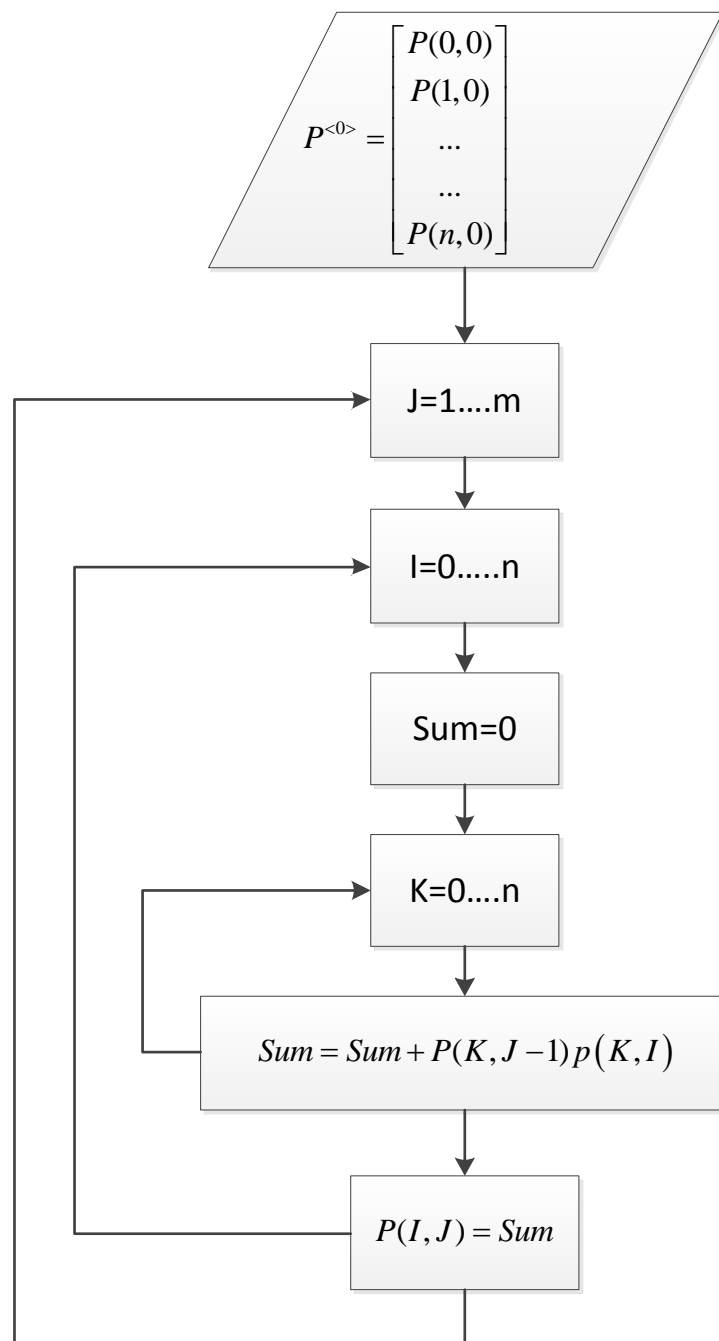 P(0,0)
P(1,0)
P<0> = ...
...
P(n,0)
J=1....m
I=0.....n
Sum=0
K=0....n
Sum = Sum + P(K, J −1) p(K, I)
P(I, J) = Sum